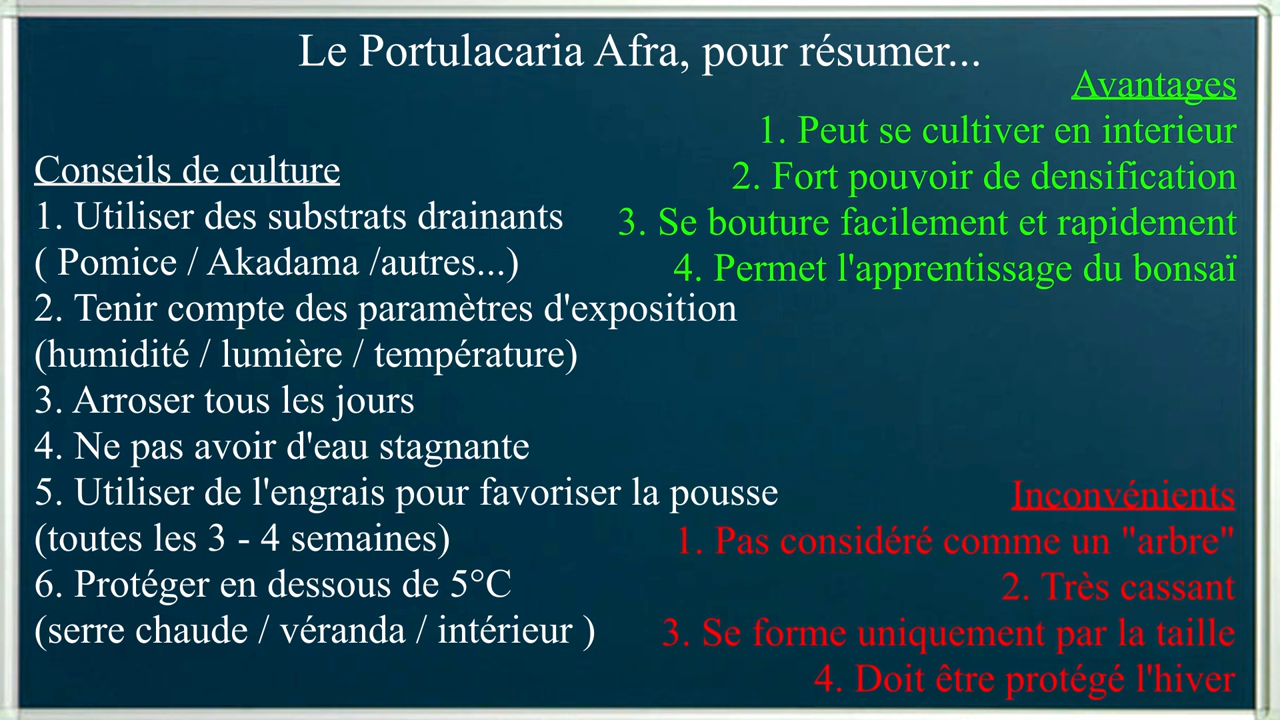 Le Portulacaria Afra, pour résumer...
Conseils de culture
1. Utiliser des substrats drainants
( Pomice / Akadama /autres...)
2. Tenir compte des paramètres d'exposition
(humidité / lumière / température)
3. Arroser tous les jours
4. Ne pas avoir d'eau stagnante
5. Utiliser de l'engrais pour favoriser la pousse
(toutes les 3 - 4 semaines)
6. Protéger en dessous de 5°C
(serre chaude / véranda / intérieur )
Avantages
1. Peut se cultiver en interieur
2. Fort pouvoir de densification
3. Se bouture facilement et rapidement
4. Permet l'apprentissage du bonsaï
Inconvénients
1. Pas considéré comme un "arbre"
2. Très cassant
3. Se forme uniquement par la taille
4. Doit être protégé l'hiver